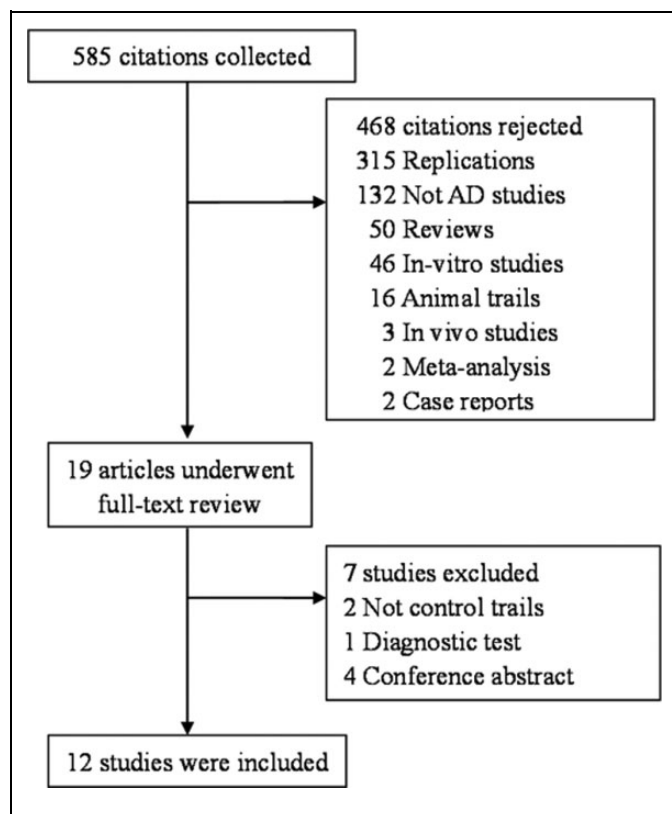 585 citations collected
468 citations rejected
315 Replications
132 Not AD studies
50 Reviews
46 In-vitro studies
16 Animal trails
3 In vivo studies
2 Meta-analysis
2 Case reports
19 articles underwent
full-text review
7 studies excluded
2 Not control trails
1 Diagnostic test
4 Conference abstract
12 studies were included